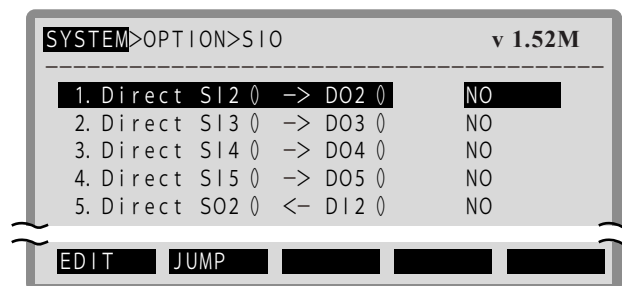 SYSTEM>OPTION>SIO v 1.52M
1. Direct SI2() -> DO2() NO
2. Direct SI3() -> DO3() NO
3. Direct SI4() -> DO4() NO
4. Direct SI5() -> DO5() NO
5. Direct SO2() <- DI2() NO
EDIT JUMP